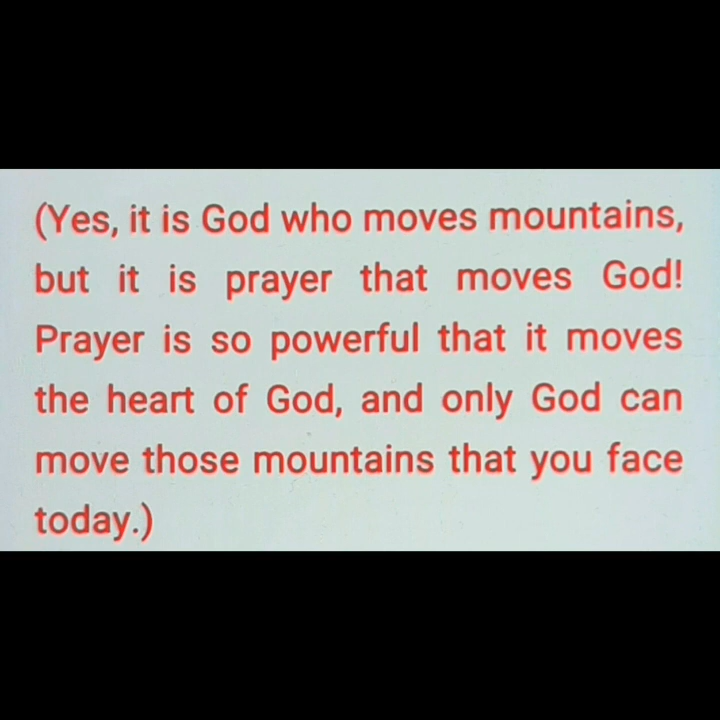 (Yes, it is God who moves mountains,
but it is prayer that moves God!
Prayer is so powerful that it moves
the heart of God, and only God can
move those mountains that you face
today.)